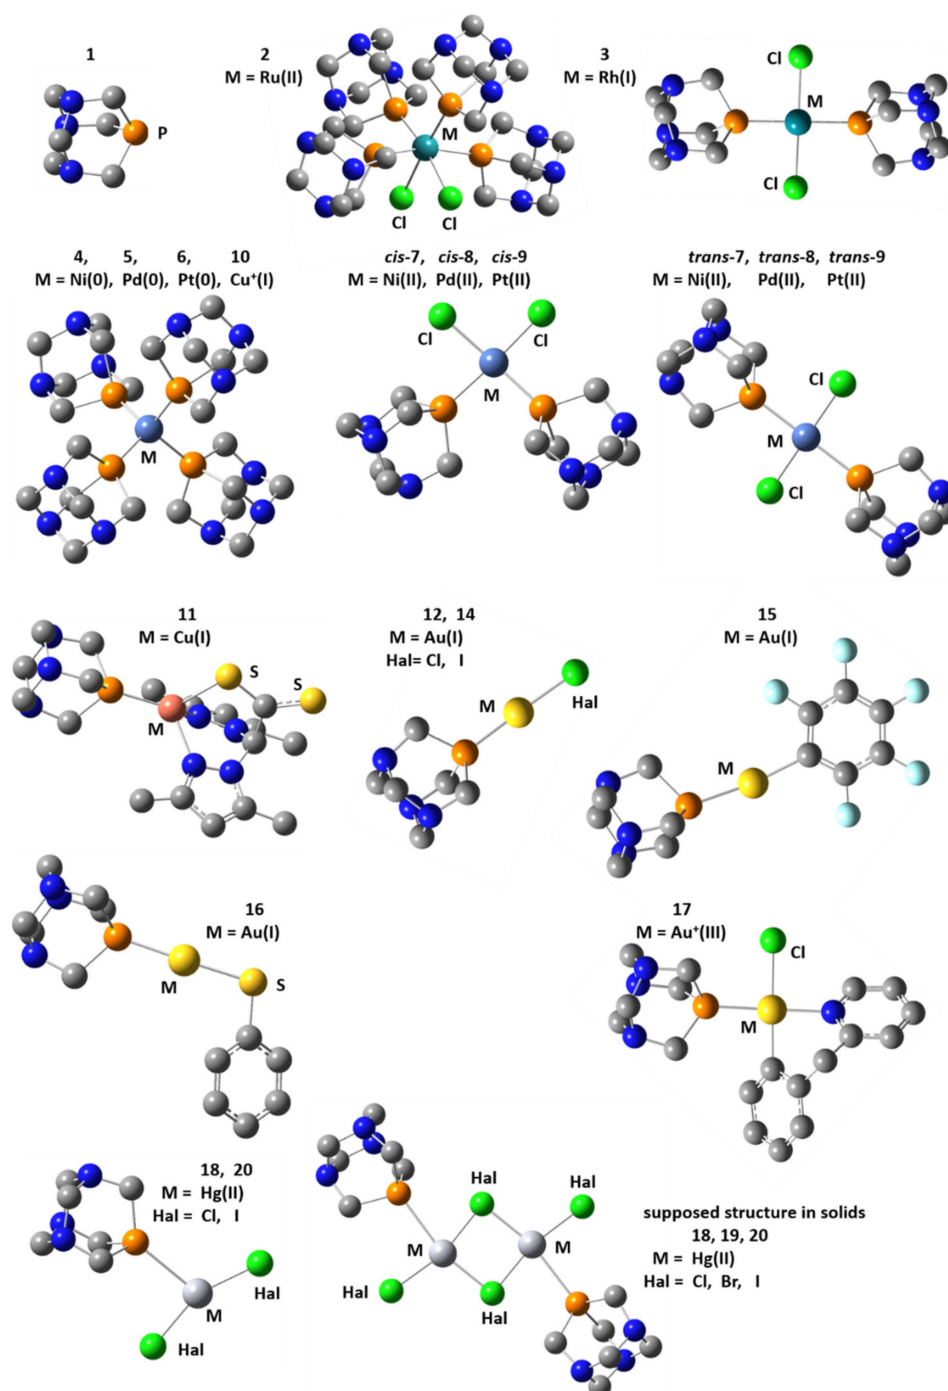 1
P
2
M = Ru(II)
M
Cl
Cl
3
M = Rh(I)
Cl
M
Cl
4, 5, 6, 10
M = Ni(0), Pd(0), Pt(0), Cu⁺(I)
M
cis-7, cis-8, cis-9
M = Ni(II), Pd(II), Pt(II)
Cl
Cl
M
trans-7, trans-8, trans-9
M = Ni(II), Pd(II), Pt(II)
Cl
M
Cl
11
M = Cu(I)
S
S
M
12, 14
M = Au(I)
Hal= Cl, I
M
Hal
15
M = Au(I)
M
16
M = Au(I)
M
S
17
M = Au⁺(III)
Cl
M
18, 20
M = Hg(II)
Hal = Cl, I
Hal
M
Hal
Hal
Hal
M
M
Hal
Hal
supposed structure in solids
18, 19, 20
M = Hg(II)
Hal = Cl, Br, I